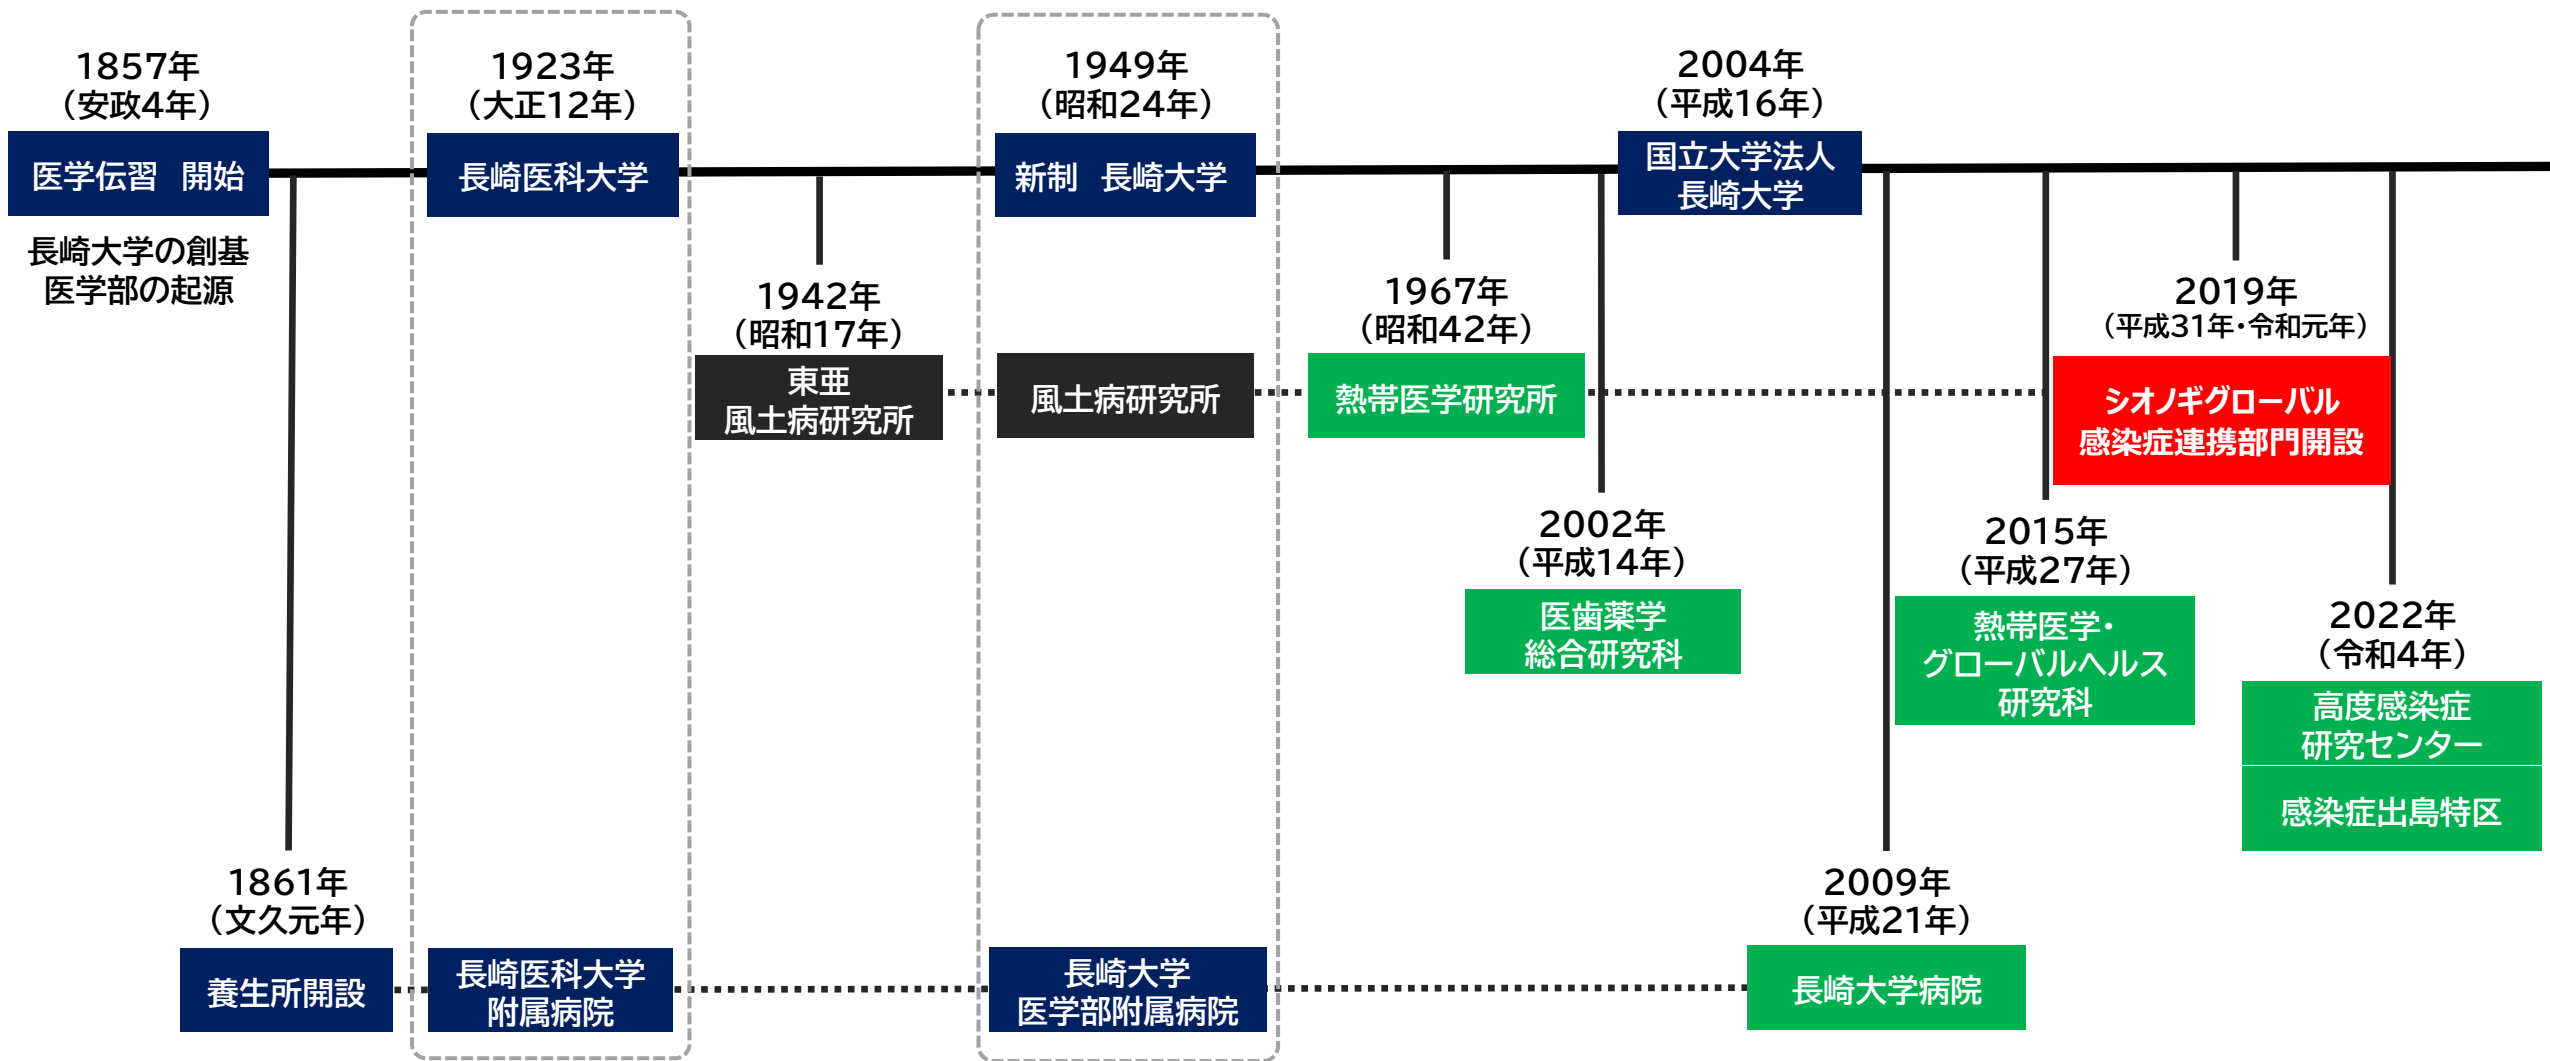 1857年
（安政4年）
医学伝習　開始
長崎大学の創基
医学部の起源
1861年
（文久元年）
養生所開設
1923年
（大正12年）
長崎医科大学
長崎医科大学
附属病院
1942年
（昭和17年）
東亜
風土病研究所
1949年
（昭和24年）
新制　長崎大学
風土病研究所
長崎大学
医学部附属病院
1967年
（昭和42年）
熱帯医学研究所
2002年
（平成14年）
医歯薬学
総合研究科
2004年
（平成16年）
国立大学法人
長崎大学
2009年
（平成21年）
長崎大学病院
2015年
（平成27年）
熱帯医学・
グローバルヘルス
研究科
2019年
（平成31年・令和元年）
シオノギグローバル
感染症連携部門開設
2022年
（令和4年）
高度感染症
研究センター
感染症出島特区